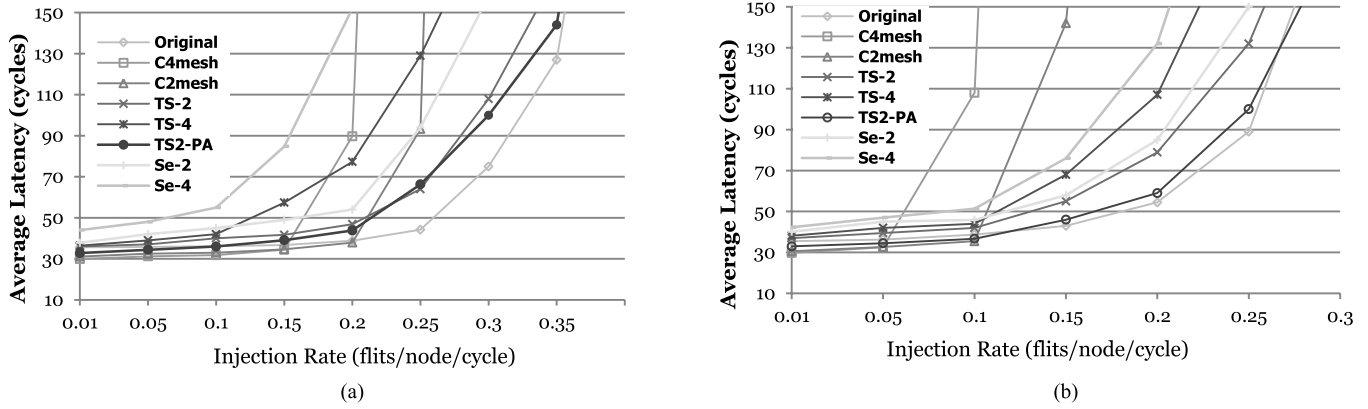 150
130
110
90
70
50
30
10
Average Latency (cycles)
Original
C4mesh
C2mesh
TS-2
TS-4
TS2-PA
Se-2
Se-4
0.01
0.05
0.1
0.15
0.2
0.25
0.3
0.35
Injection Rate (flits/node/cycle)
(a)
150
130
110
90
70
50
30
10
Average Latency (cycles)
Original
C4mesh
C2mesh
TS-2
TS-4
TS2-PA
Se-2
Se-4
0.01
0.05
0.1
0.15
0.2
0.25
0.3
Injection Rate (flits/node/cycle)
(b)